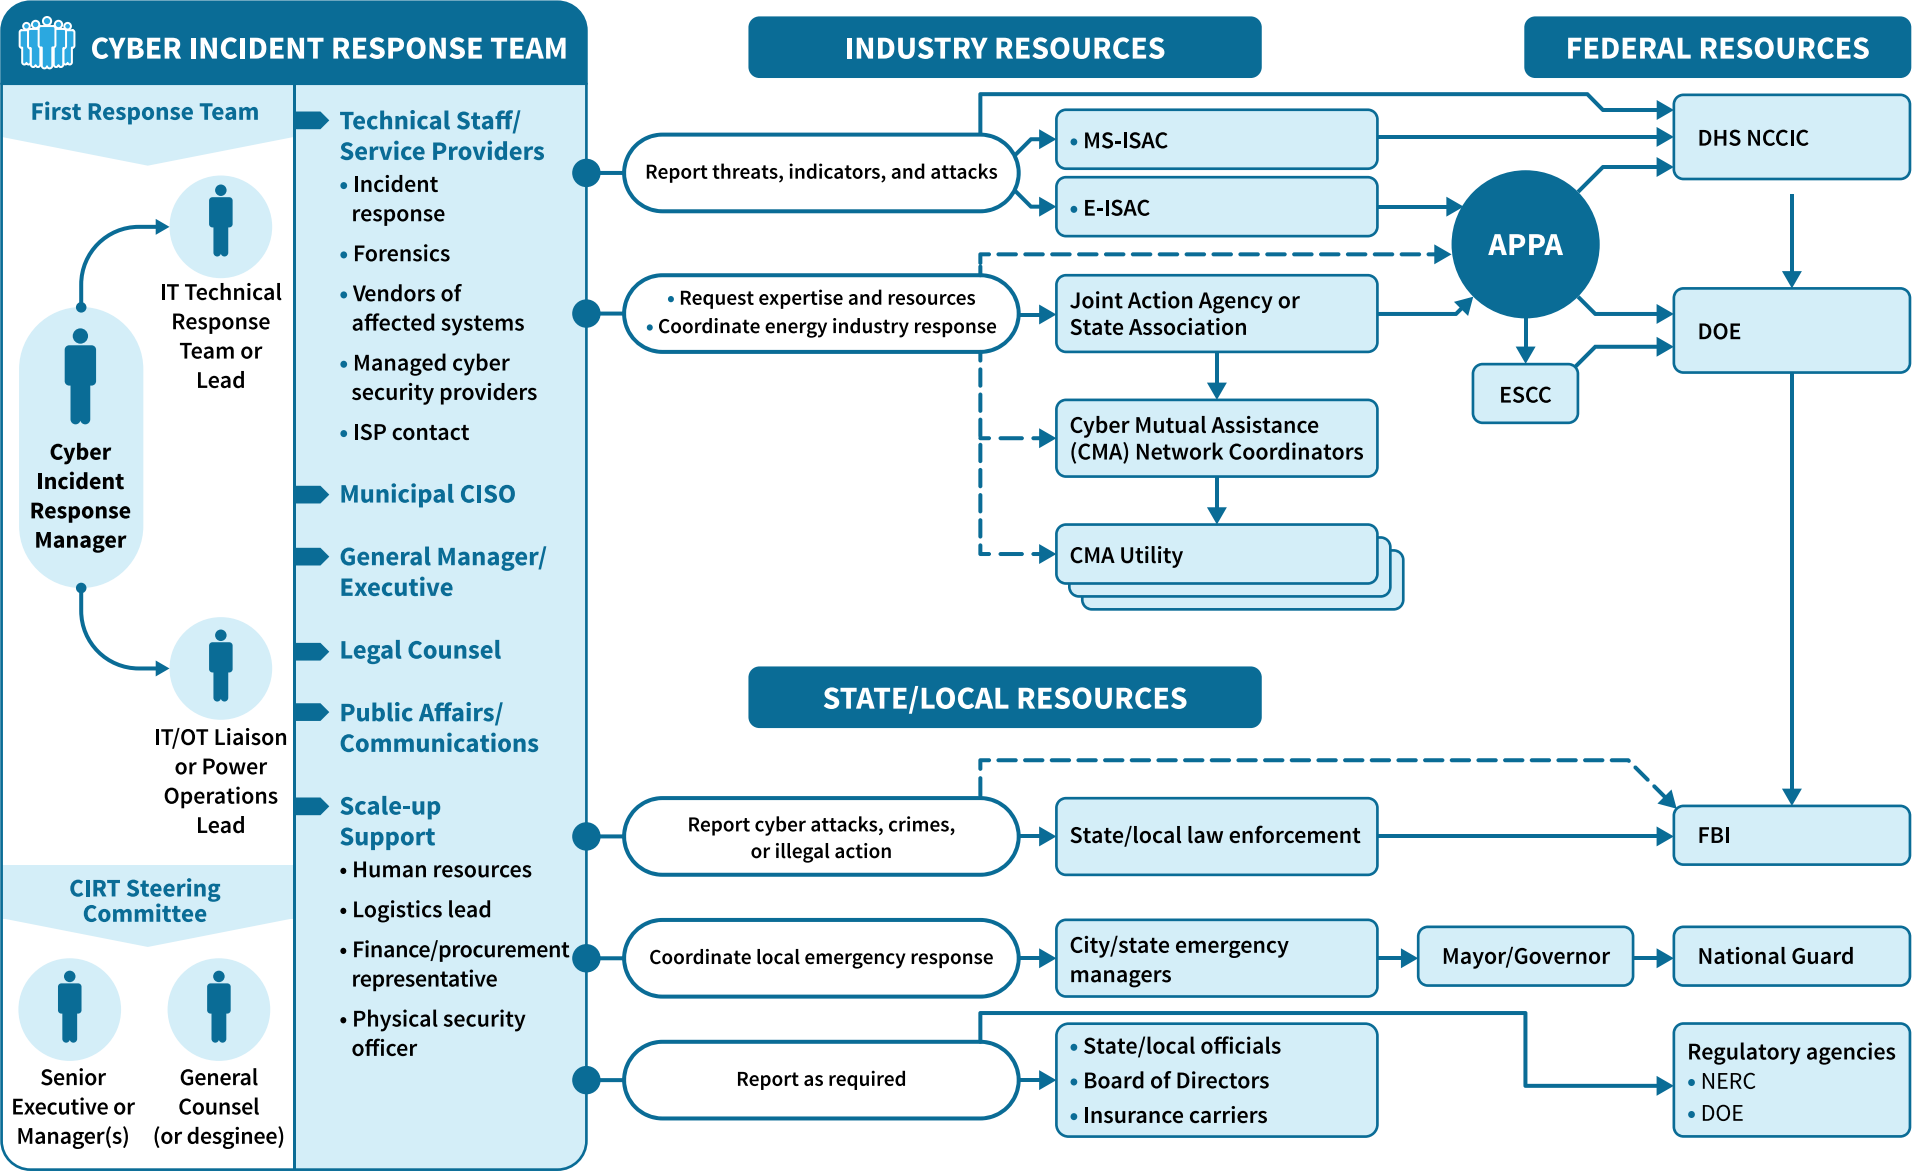 CYBER INCIDENT RESPONSE TEAM
First Response Team
IT Technical
Response
Team or
Lead
Cyber
Incident
Response
Manager
IT/OT Liaison
or Power
Operations
Lead
CIRT Steering
Committee
Senior
Executive or
Manager(s)
General
Counsel
(or desginee)
Technical Staff/
Service Providers
• Incident
response
• Forensics
• Vendors of
affected systems
• Managed cyber
security providers
• ISP contact
Municipal CISO
General Manager/
Executive
Legal Counsel
Public Affairs/
Communications
Scale-up
Support
• Human resources
• Logistics lead
• Finance/procurement
representative
• Physical security
officer
INDUSTRY RESOURCES
FEDERAL RESOURCES
Report threats, indicators, and attacks
• MS-ISAC
• E-ISAC
APPA
DHS NCCIC
• Request expertise and resources
• Coordinate energy industry response
Joint Action Agency or
State Association
DOE
ESCC
Cyber Mutual Assistance
(CMA) Network Coordinators
CMA Utility
STATE/LOCAL RESOURCES
Report cyber attacks, crimes,
or illegal action
State/local law enforcement
FBI
Coordinate local emergency response
City/state emergency
managers
Mayor/Governor
National Guard
Report as required
• State/local officials
• Board of Directors
• Insurance carriers
Regulatory agencies
• NERC
• DOE